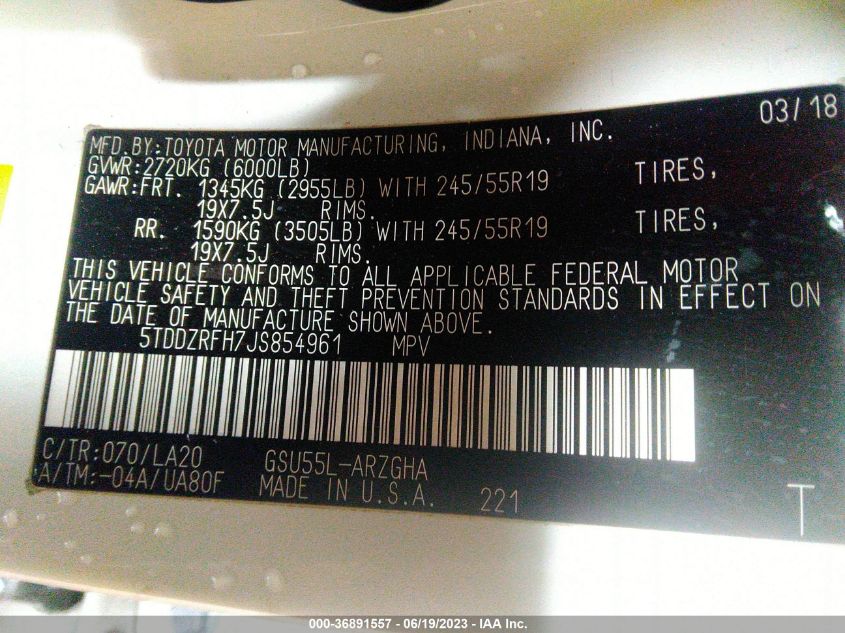 03/18
MFD.BY:TOYOTA MOTOR MANUFACTURING, INDIANA, INC.
GVWR:2720KG (6000LB)
GAWR:FRT. 1345KG (2955LB) WITH 245/55R19 TIRES,
19X7.5J RIMS.
RR. 1590KG (3505LB) WITH 245/55R19 TIRES,
19X7.5J RIMS.
THIS VEHICLE CONFORMS TO ALL APPLICABLE FEDERAL MOTOR
VEHICLE SAFETY AND THEFT PREVENTION STANDARDS IN EFFECT ON
THE DATE OF MANUFACTURE SHOWN ABOVE.
5TDDZRFH7JS854961 MPV
C/TR:070/LA20 GSU55L-ARZGHA
A/TM:-04A/UA80F MADE IN U.S.A. 221 T
000-36891557 - 06/19/2023 - IAA Inc.